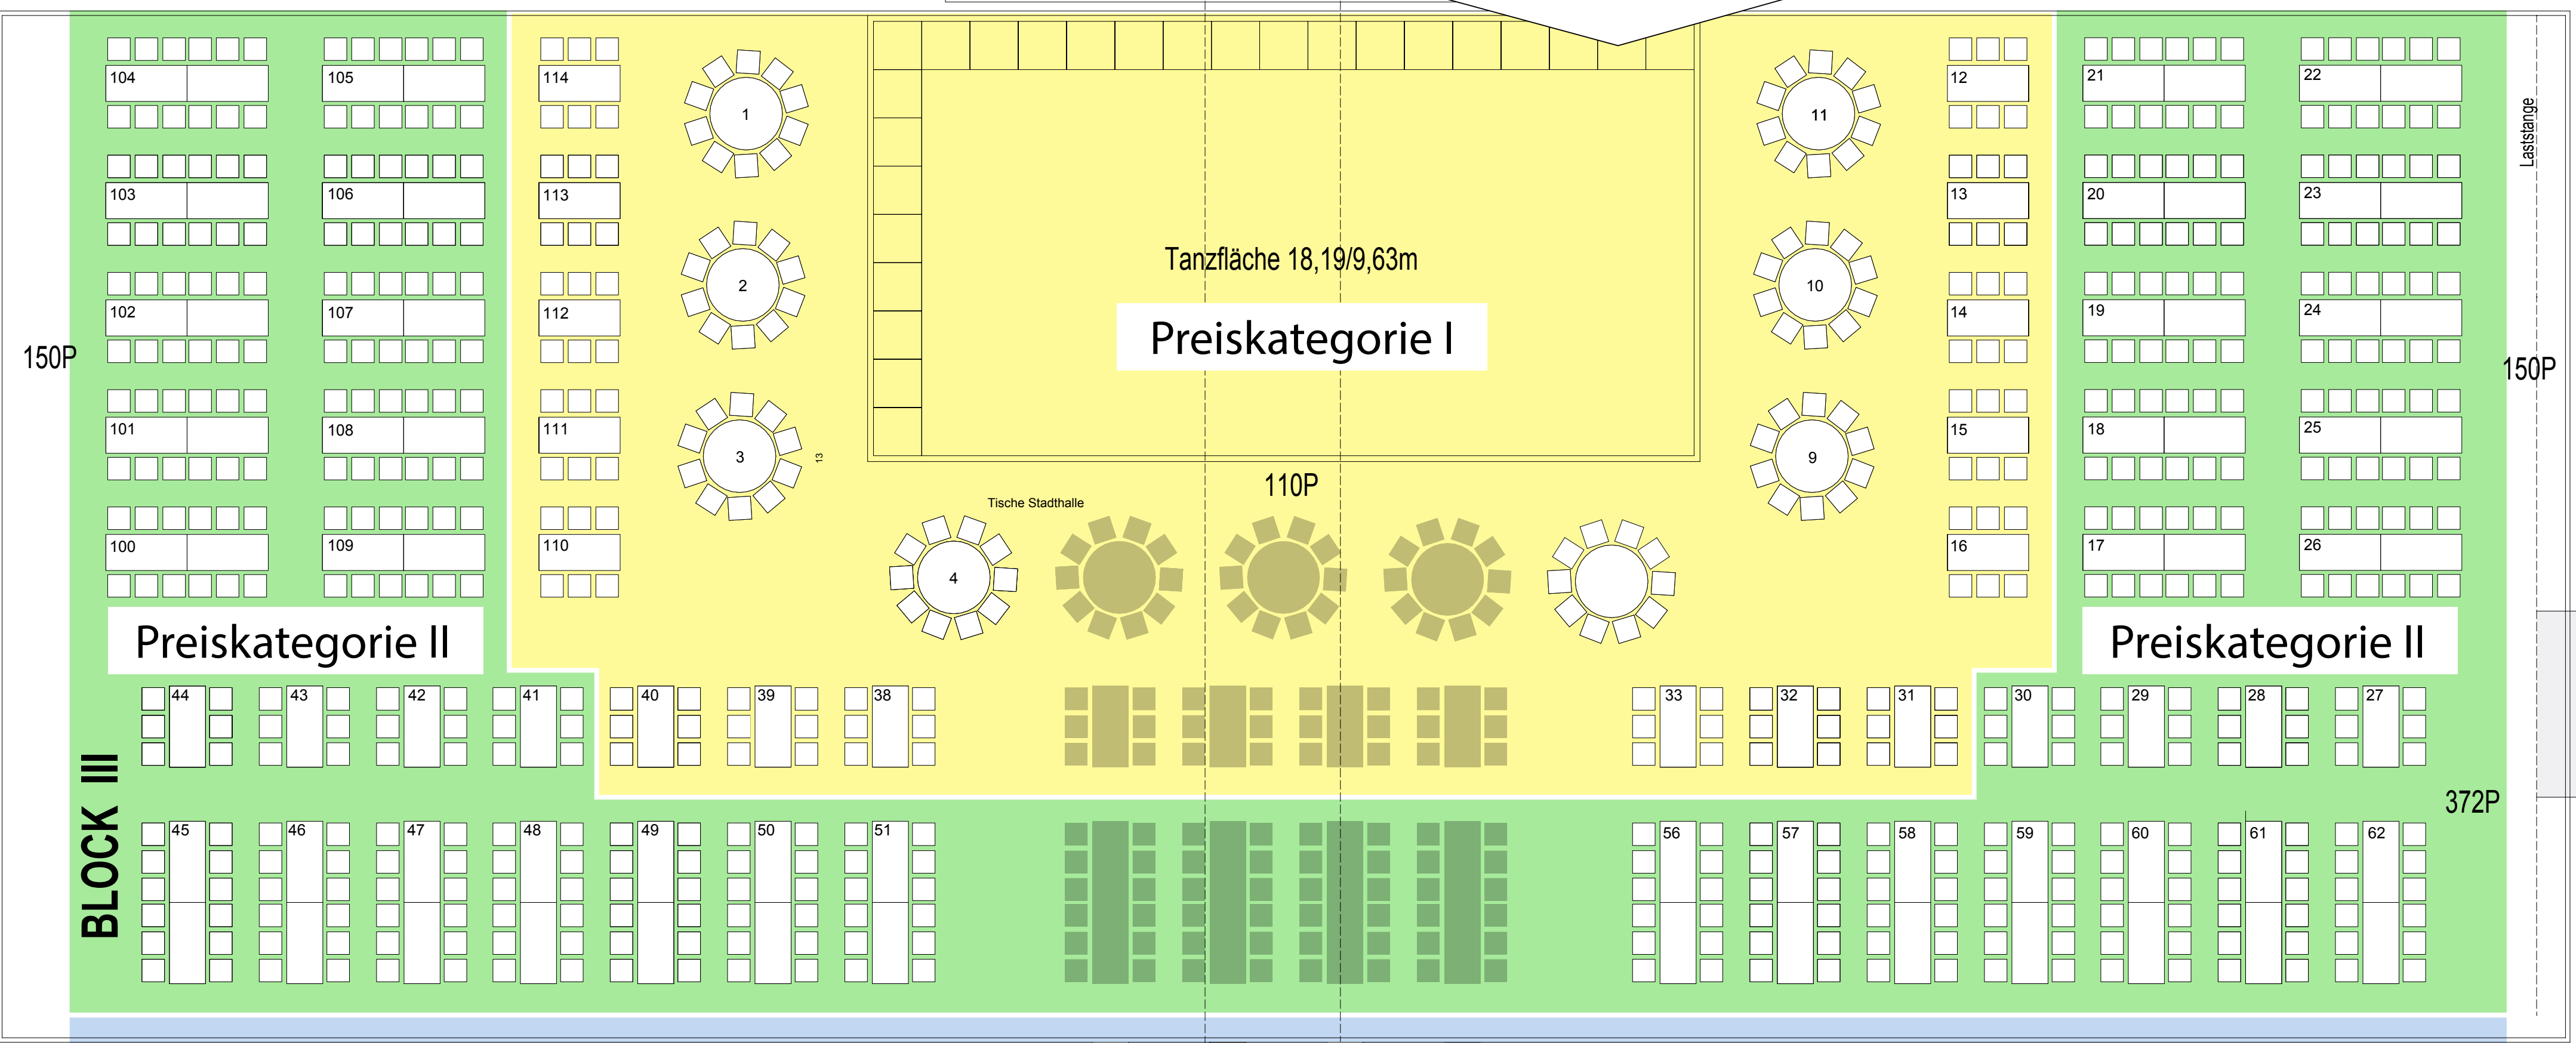 104 105 114 12 21 22
1 11
Laststange
103 106 113 13 20 23
Tanzfläche 18,19/9,63m
2 10
102 107 112 14 19 24
Preiskategorie I
150P 150P
101 108 111 15 18 25
3 13 9
110P
Tische Stadthalle
100 109 110 16 17 26
4
Preiskategorie II Preiskategorie II
44 43 42 41 40 39 38 33 32 31 30 29 28 27
372P
BLOCK III
45 46 47 48 49 50 51 56 57 58 59 60 61 62